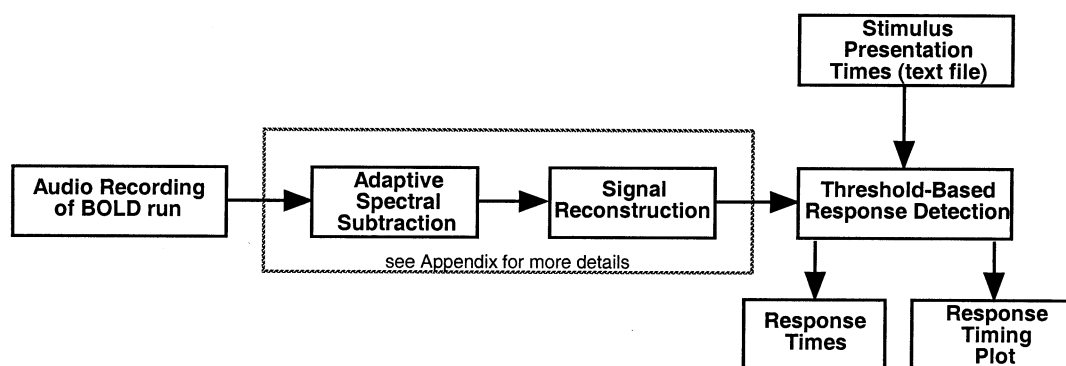 Stimulus
Presentation
Times (text file)
Audio Recording
of BOLD run
Adaptive
Spectral
Subtraction
Signal
Reconstruction
Threshold-Based
Response Detection
see Appendix for more details
Response
Times
Response
Timing
Plot